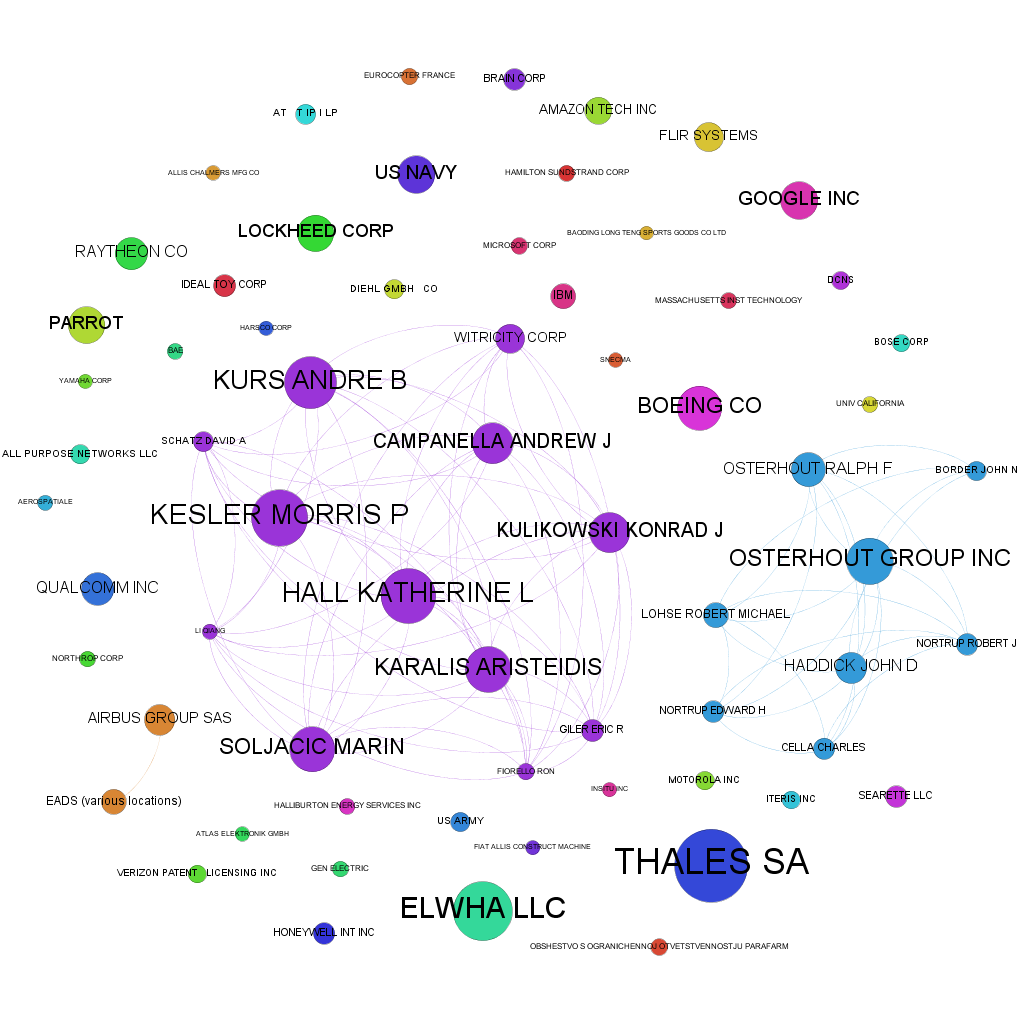 EUROCOPTER FRANCE
BRAIN CORP
AMAZON TECH INC
AT   T IP I LP
FLIR SYSTEMS
ALLIS CHALMERS MFG CO
US NAVY
HAMILTON SUNDSTRAND CORP
GOOGLE INC
LOCKHEED CORP
BAODING LONG TENG SPORTS GOODS CO LTD
RAYTHEON CO
MICROSOFT CORP
DCNS
IDEAL TOY CORP
DIEHL GMBH   CO
IBM
MASSACHUSETTS INST TECHNOLOGY
PARROT
HARSCO CORP
WITRICITY CORP
BOSE CORP
BAE
SNECMA
YAMAHA CORP
KURS ANDRE B
BOEING CO
UNIV CALIFORNIA
SCHATZ DAVID A
CAMPANELLA ANDREW J
ALL PURPOSE NETWORKS LLC
OSTERHOUT RALPH F
BORDER JOHN N
AEROSPATIALE
KESLER MORRIS P
KULIKOWSKI KONRAD J
OSTERHOUT GROUP INC
QUALCOMM INC
HALL KATHERINE L
LOHSE ROBERT MICHAEL
LI QIANG
NORTRUP ROBERT J
NORTHROP CORP
KARALIS ARISTEIDIS
HADDICK JOHN D
AIRBUS GROUP SAS
NORTRUP EDWARD H
GILER ERIC R
SOLJACIC MARIN
CELLA CHARLES
FIORELLO RON
MOTOROLA INC
EADS (various locations)
INSITU INC
ITERIS INC
SEARETTE LLC
HALLIBURTON ENERGY SERVICES INC
US ARMY
ATLAS ELEKTRONIK GMBH
FIAT ALLIS CONSTRUCT MACHINE
THALES SA
VERIZON PATENT   LICENSING INC
GEN ELECTRIC
ELWHA LLC
HONEYWELL INT INC
OBSHESTVO S OGRANICHENNOJ OTVETSTVENNOSTJU PARAFARM